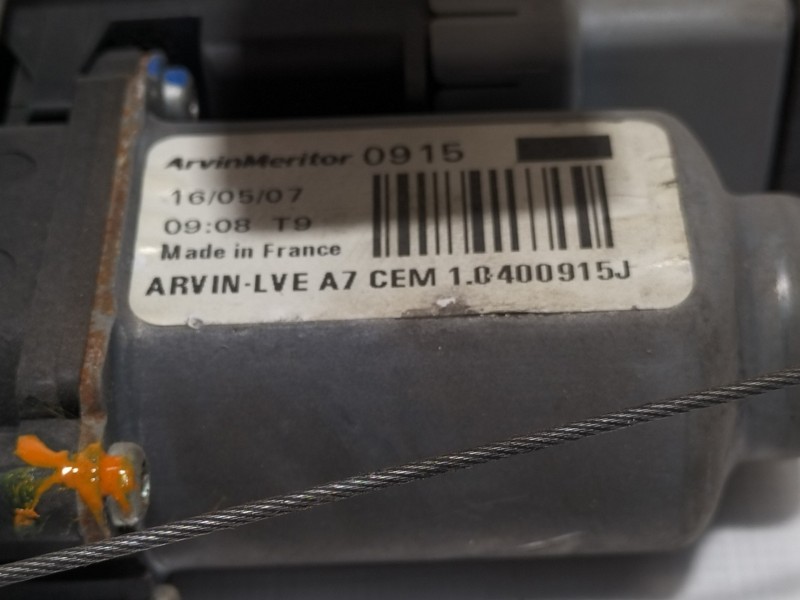 ArvinMeritor 0915
16/05/07
09:08 T9
Made in France
ARVIN-LVE A7 CEM 1.0400915J